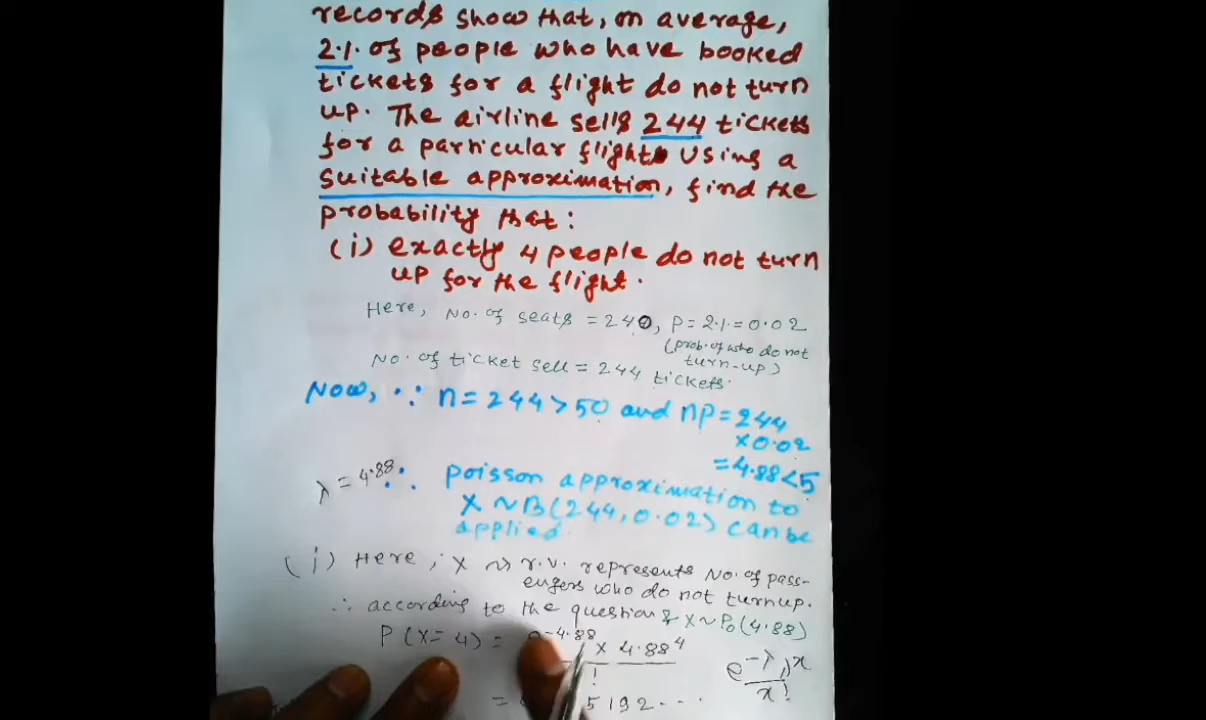 records show that, on average,
2% of people who have booked
tickets for a flight do not turn
up. The airline sells 244 tickets
for a particular flight Using a
suitable approximation, find the
probability that:
(i) exactly 4 people do not turn
up for the flight.
Here, No. of seats = 240, P = 2% = 0.02
(prob. of who do not
turn-up)
No. of ticket sell = 244 tickets.
Now, ∵ n = 244 > 50 and np = 244
×0.02
= 4.88 < 5
λ = 4.88 ∴ poisson approximation to
X ~ B(244, 0.02) can be
applied.
(i) Here, X ~ r.v. represents No. of pass-
engers who do not turnup.
∴ according to the question & X ~ Po (4.88)
P(X = 4) = -4.88 × 4.88⁴
!
= 5192...
e^-λ λ^x
x!